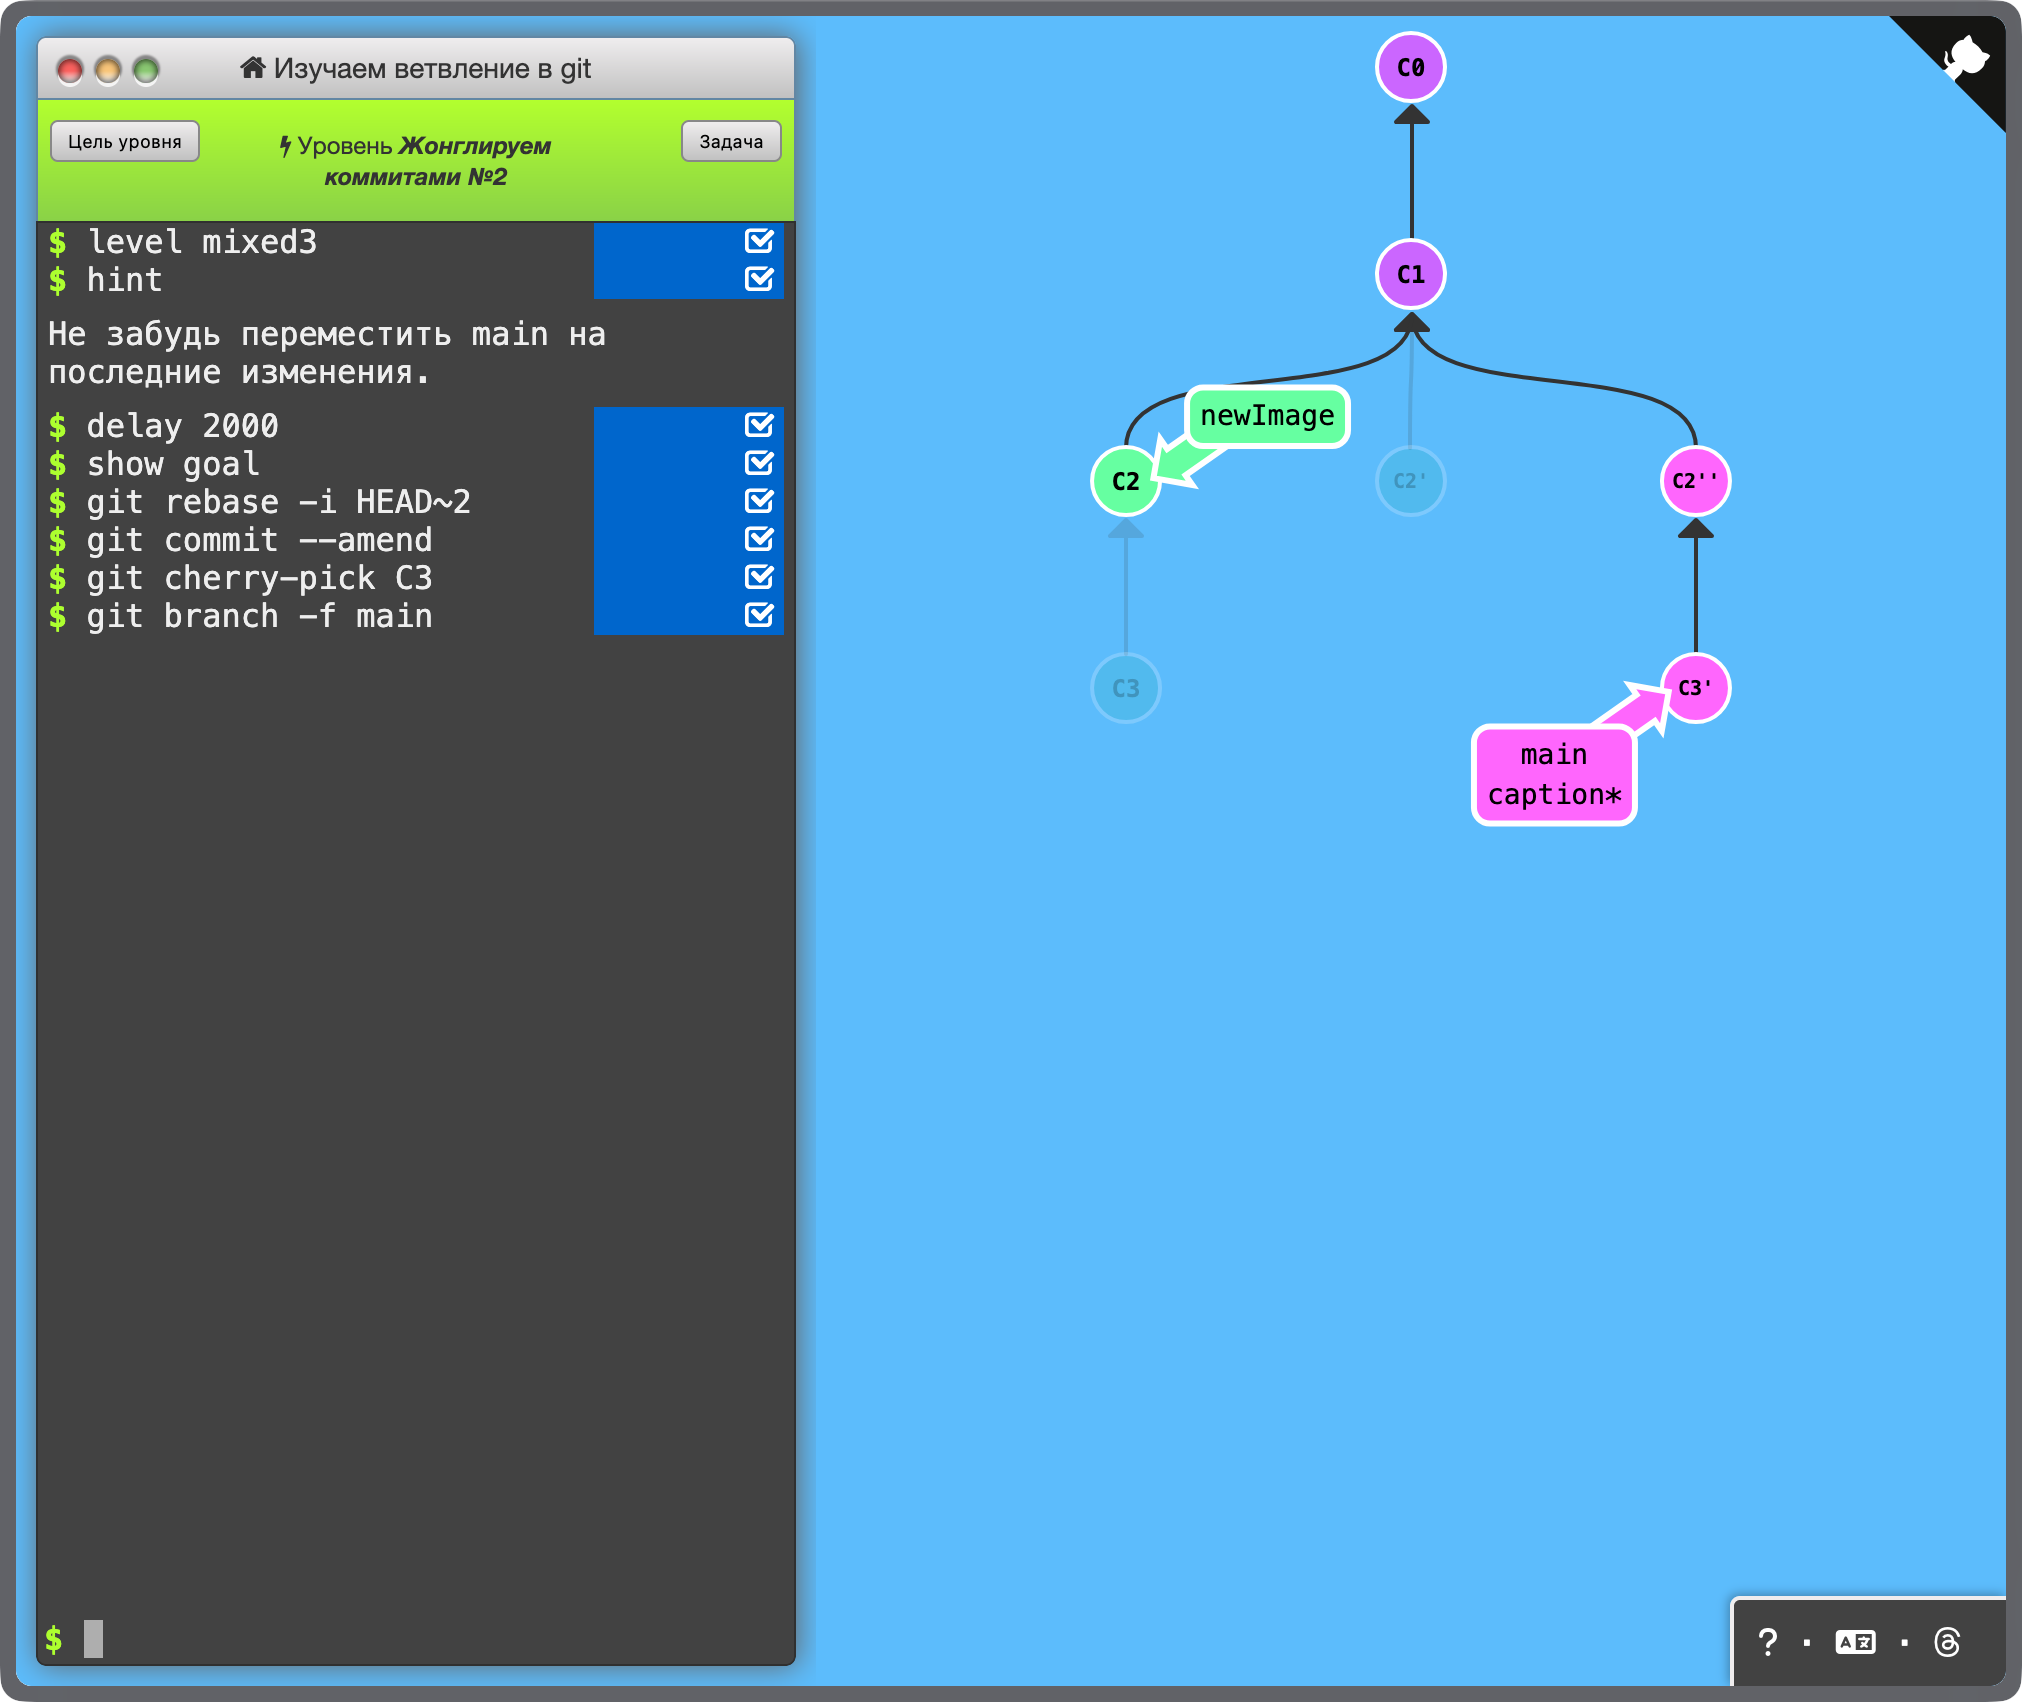 Изучаем ветвление в git
Цель уровня
Уровень Жонглируем
коммитами №2
Задача
$ level mixed3
$ hint
Не забудь переместить main на
последние изменения.
$ delay 2000
$ show goal
$ git rebase -i HEAD~2
$ git commit --amend
$ git cherry-pick C3
$ git branch -f main
$
C0
C1
newImage
C2
C2'
C2''
C3
C3'
main
caption*
? · A文 ·